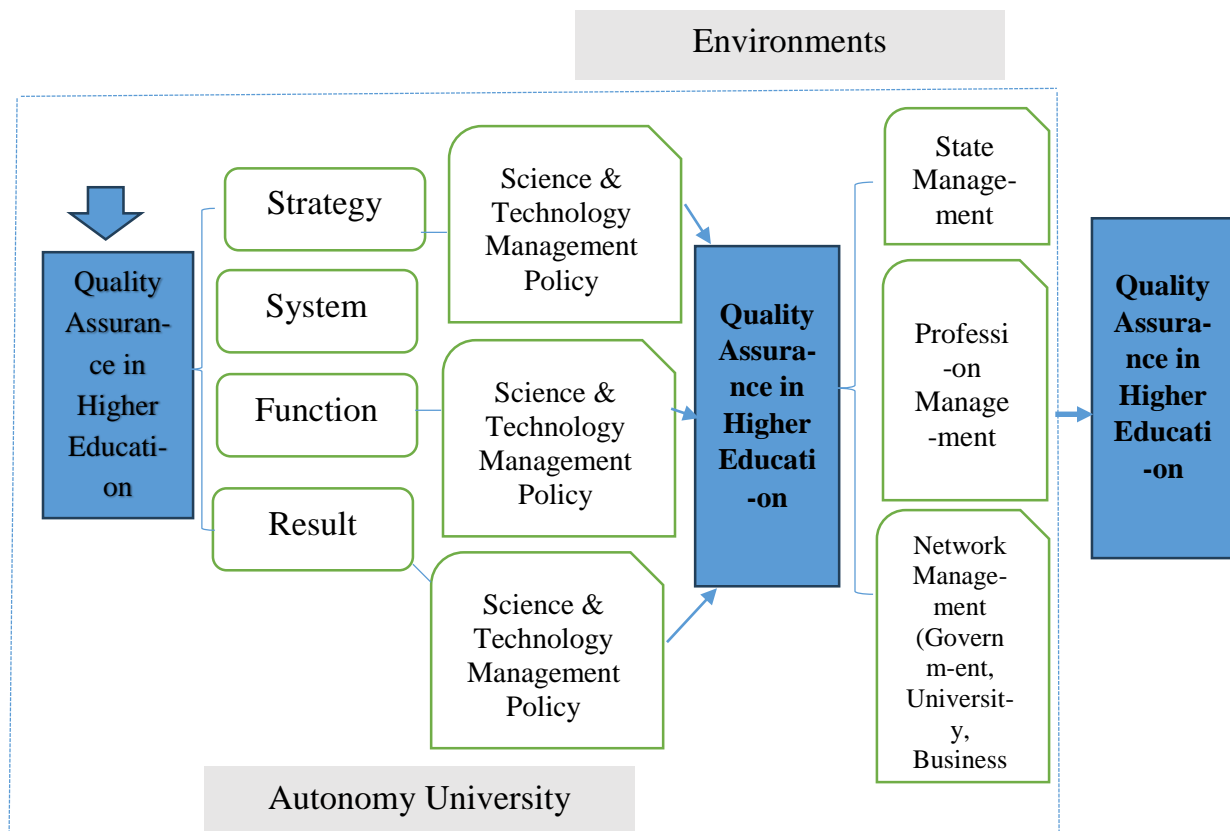 Environments
Quality
Assuran-
ce in
Higher
Educati-
on
Strategy
System
Function
Result
Science &
Technology
Management
Policy
Science &
Technology
Management
Policy
Science &
Technology
Management
Policy
Quality
Assura-
nce in
Higher
Educati
-on
State
Manage-
ment
Professi-
-on
Manage
-ment
Network
Manage-
ment
(Govern
m-ent,
Universit-
y,
Business
Quality
Assura-
nce in
Higher
Educati
-on
Autonomy University